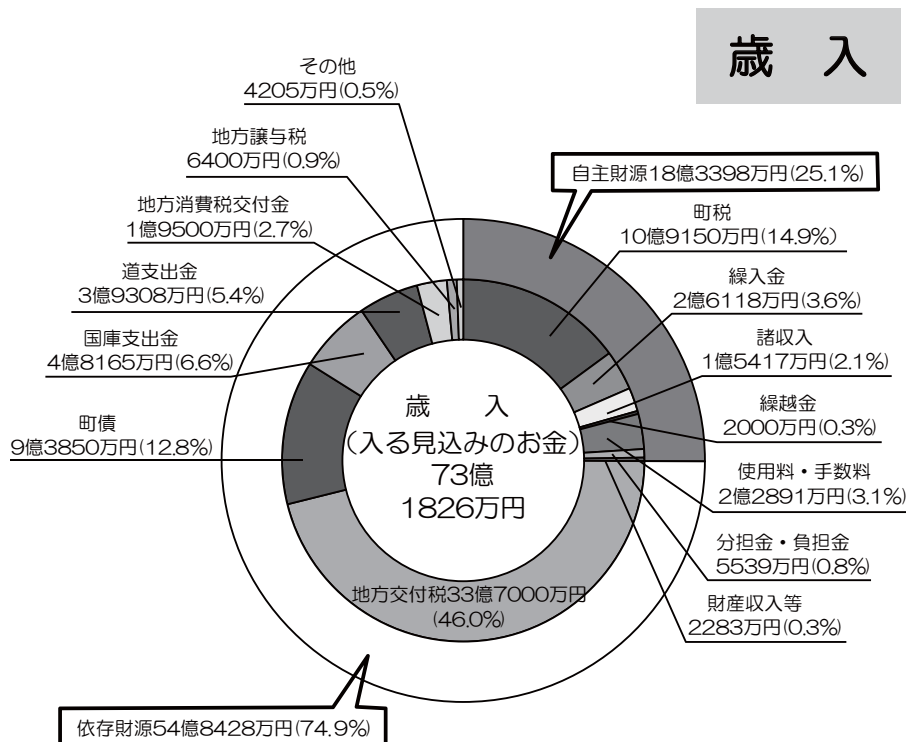 歳 入
その他
4205万円(0.5%)
地方譲与税
6400万円(0.9%)
地方消費税交付金
1億9500万円(2.7%)
道支出金
3億9308万円(5.4%)
国庫支出金
4億8165万円(6.6%)
町債
9億3850万円(12.8%)
自主財源18億3398万円(25.1%)
町税
10億9150万円(14.9%)
繰入金
2億6118万円(3.6%)
諸収入
1億5417万円(2.1%)
繰越金
2000万円(0.3%)
使用料・手数料
2億2891万円(3.1%)
分担金・負担金
5539万円(0.8%)
財産収入等
2283万円(0.3%)
歳 入
(入る見込みのお金)
73億
1826万円
地方交付税33億7000万円
(46.0%)
依存財源54億8428万円(74.9%)